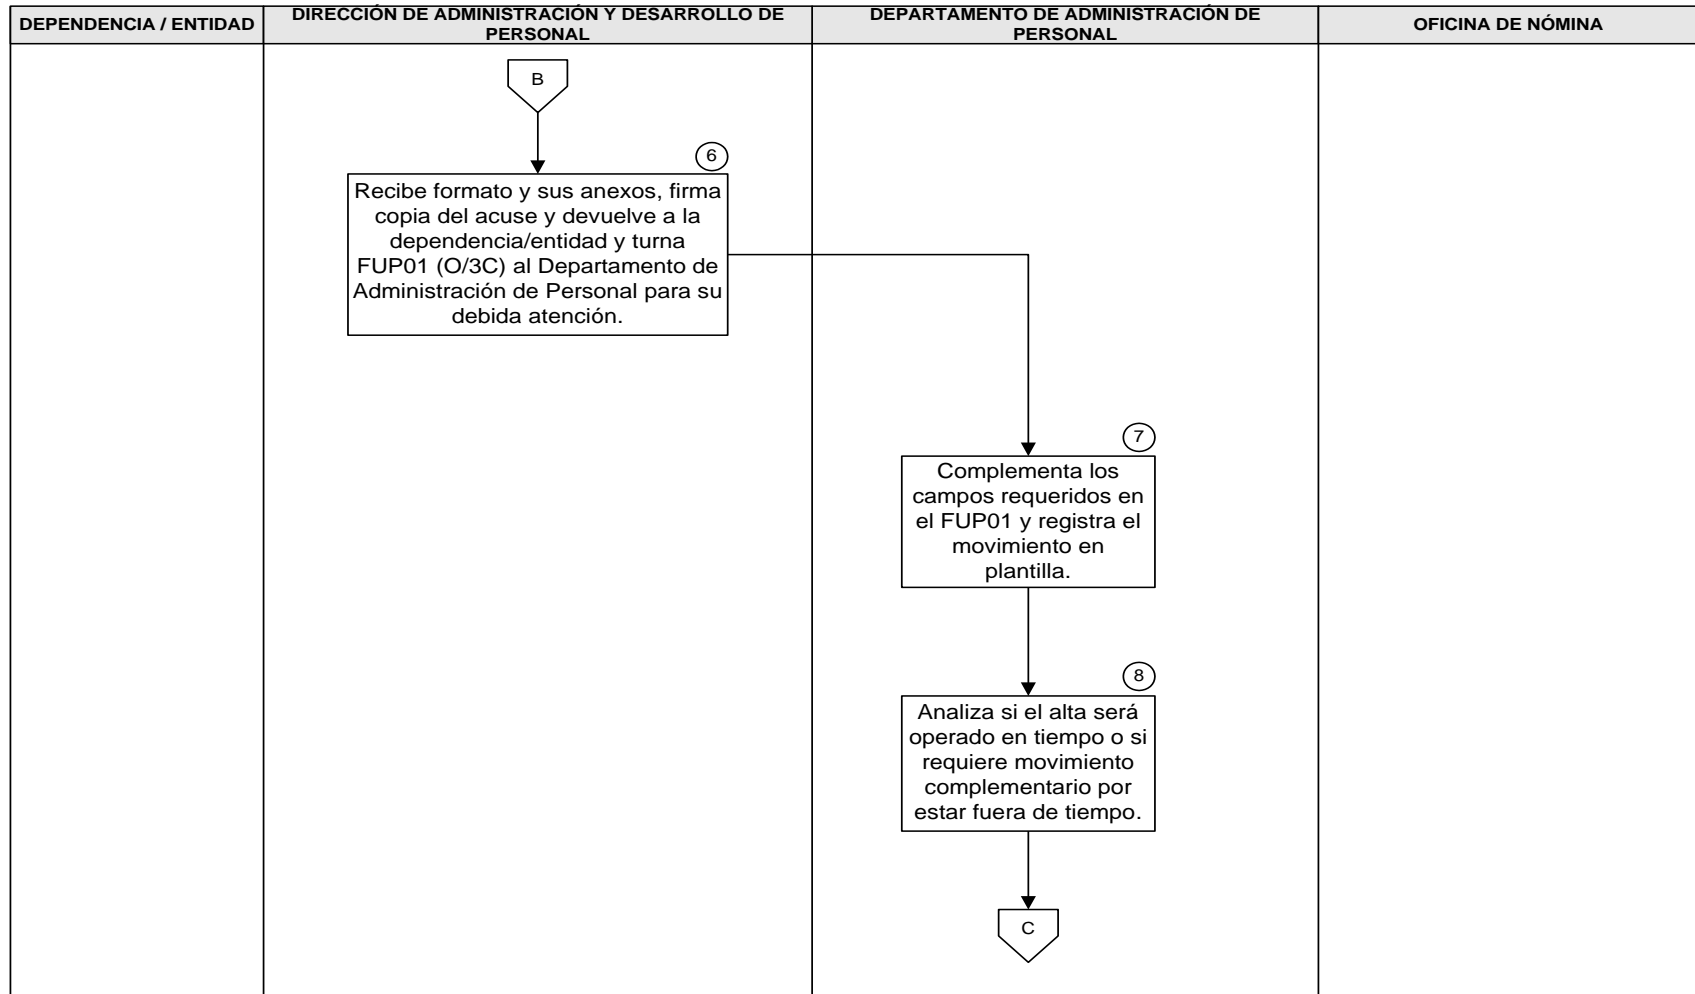 DEPENDENCIA / ENTIDAD
DIRECCIÓN DE ADMINISTRACIÓN Y DESARROLLO DE
PERSONAL
DEPARTAMENTO DE ADMINISTRACIÓN DE
PERSONAL
OFICINA DE NÓMINA
B
6
Recibe formato y sus anexos, firma
copia del acuse y devuelve a la
dependencia/entidad y turna
FUP01 (O/3C) al Departamento de
Administración de Personal para su
debida atención.
7
Complementa los
campos requeridos en
el FUP01 y registra el
movimiento en
plantilla.
8
Analiza si el alta será
operado en tiempo o si
requiere movimiento
complementario por
estar fuera de tiempo.
C